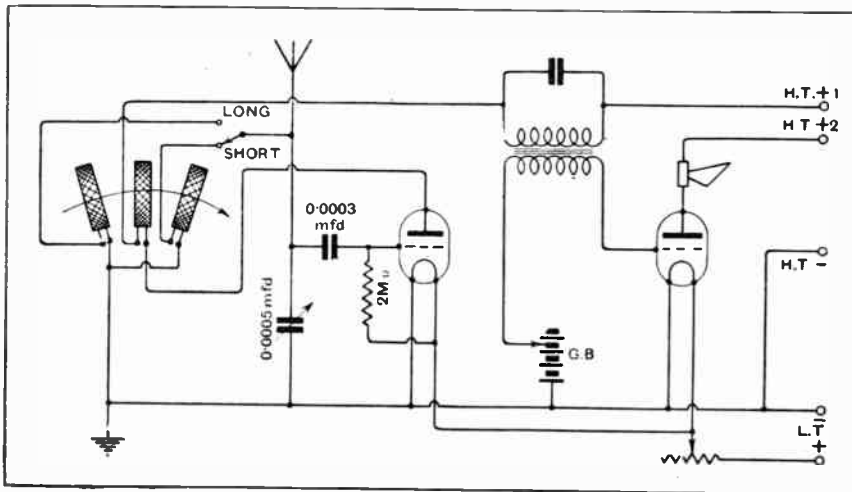 LONG
SHORT
0·0003
mfd
2MΩ
0·0005 mfd
G.B
H.T.+1
H T +2
H.T -
L.T
-
+